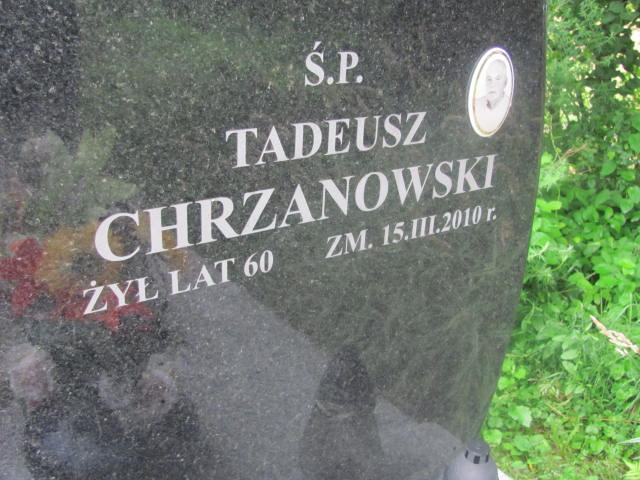 Ś.P.
TADEUSZ
CHRZANOWSKI
ŻYŁ LAT 60 ZM. 15.III.2010 r.